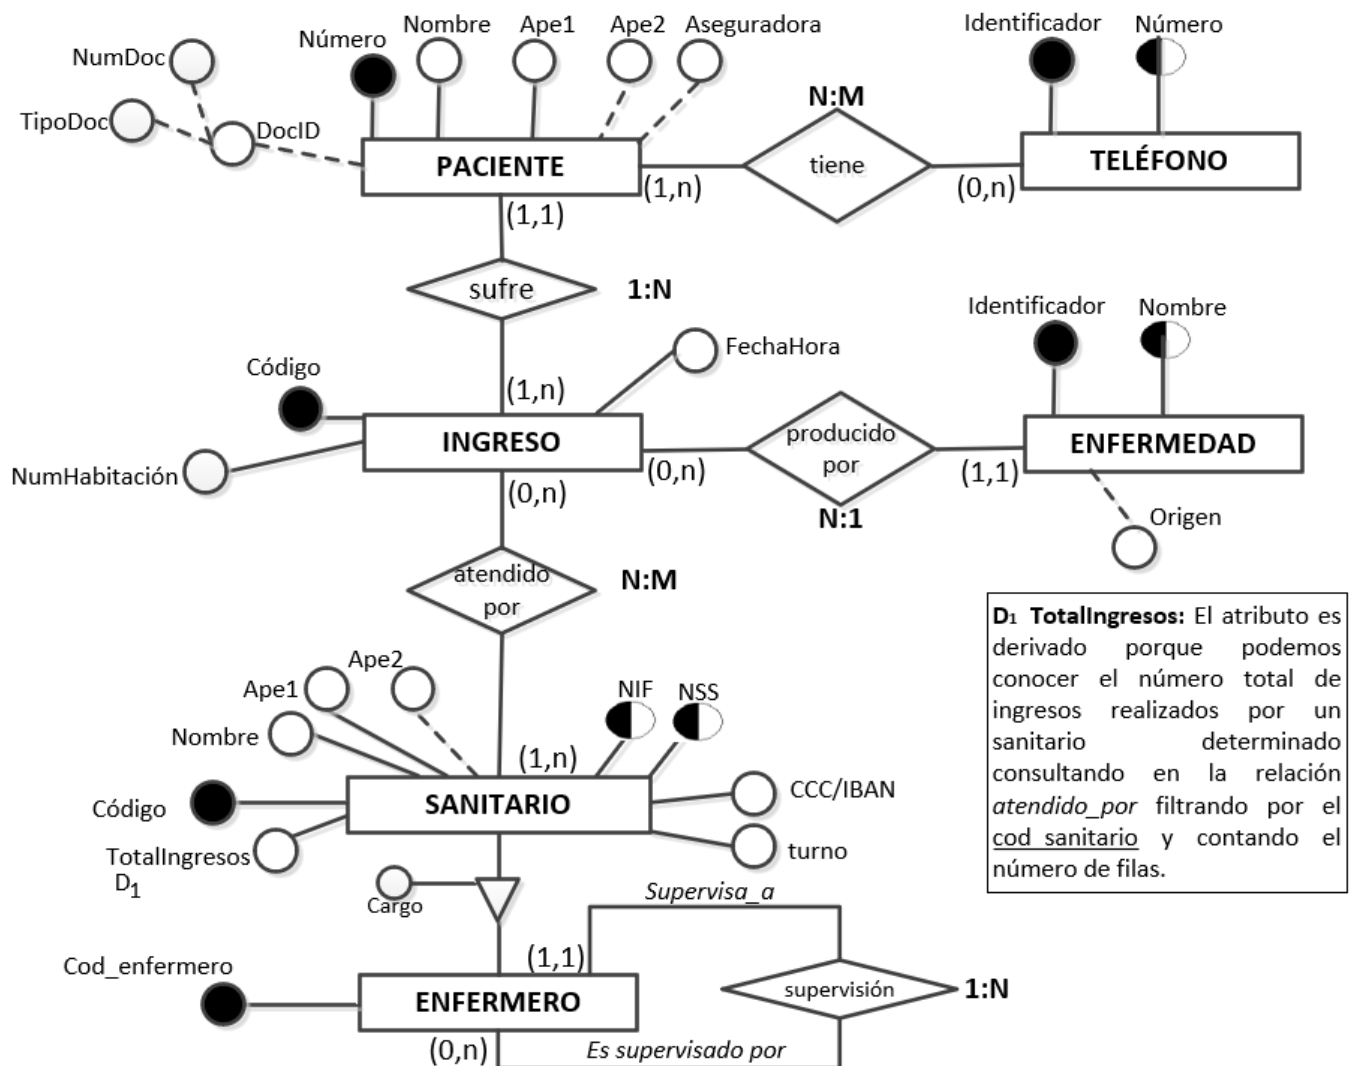 Nombre
Ape1
Ape2
Aseguradora
Identificador
Número
Número
NumDoc
TipoDoc
DocID
N:M
PACIENTE
tiene
TELÉFONO
(1,n)
(0,n)
(1,1)
sufre
1:N
Identificador
Nombre
FechaHora
Código
(1,n)
INGRESO
producido
por
ENFERMEDAD
NumHabitación
(0,n)
(0,n)
(1,1)
N:1
Origen
atendido
por
N:M
D1 TotalIngresos: El atributo es
derivado porque podemos
conocer el número total de
ingresos realizados por un
sanitario determinado
consultando en la relación
atendido_por filtrando por el
cod sanitario y contando el
número de filas.
Ape2
Ape1
NIF
NSS
Nombre
(1,n)
CCC/IBAN
SANITARIO
Código
TotalIngresos
D1
turno
Cargo
Supervisa_a
Cod_enfermero
(1,1)
ENFERMERO
supervisión
1:N
(0,n)
Es supervisado por